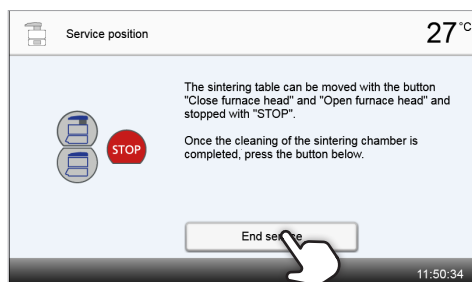 Service position
27 °C
The sintering table can be moved with the button
"Close furnace head" and "Open furnace head" and
stopped with "STOP".
STOP
Once the cleaning of the sintering chamber is
completed, press the button below.
End service
11:50:34